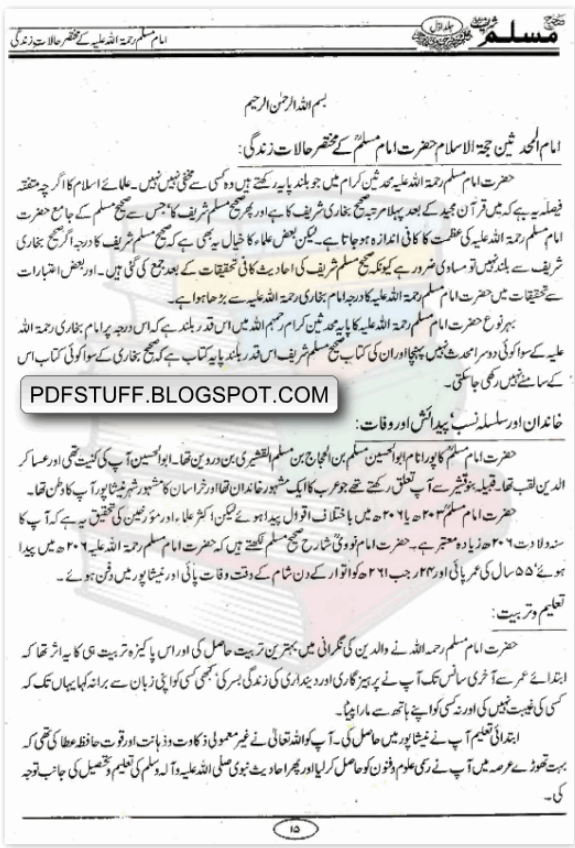 صحیح مسلم شریف جلد اوّل
امام مسلم رحمۃ اللہ علیہ کے مختصر حالات زندگی
بسم اللہ الرحمٰن الرحیم
امام المحدثین حجۃ الاسلام حضرت امام مسلمؒ کے مختصر حالات زندگی:
حضرت امام مسلم رحمۃ اللہ علیہ محدثین کرام میں جو بلند پایہ رکھتے ہیں وہ کسی سے مخفی نہیں نہیں۔ علمائے اسلام کا اگرچہ متفقہ
فیصلہ یہ ہے کہ میں قرآن مجید کے بعد پہلا مرتبہ صحیح بخاری شریف کا ہے اور پھر صحیح مسلم شریف کا‘ جس سے صحیح مسلم کے جامع حضرت
امام مسلم رحمۃ اللہ علیہ کی عظمت کا کافی اندازہ ہو جاتا ہے۔ لیکن بعض علماء کا خیال یہ بھی ہے کہ صحیح مسلم شریف کا درجہ اگر صحیح بخاری
شریف سے بلند نہیں تو مساوی ضرور ہے کیونکہ صحیح مسلم شریف کی احادیث کافی تحقیقات کے بعد جمع کی گئی ہیں۔ اور بعض اعتبارات
سے تحقیقات میں حضرت امام مسلم رحمۃ اللہ علیہ کا درجہ امام بخاری رحمۃ اللہ علیہ سے بڑھا ہوا ہے۔
بہر نوع حضرت امام مسلم رحمۃ اللہ علیہ کا پایہ محدثین کرام رحمہم اللہ میں اس قدر بلند ہے کہ اس درجہ پر امام بخاری رحمۃ اللہ
علیہ کے سوا کوئی دوسرا محدث نہیں پہنچا اور ان کی کتاب صحیح مسلم شریف اس قدر بلند پایہ کتاب ہے کہ صحیح بخاری کے سوا کوئی کتاب اس
کے سامنے نہیں رکھی جا سکتی۔
PDFSTUFF.BLOGSPOT.COM
خاندان اور سلسلہ نسب‘ پیدائش اور وفات:
حضرت امام مسلمؒ کا پورا نام ابوالحسین مسلم بن الحجاج بن مسلم القشیری بن دروین تھا۔ ابوالحسین آپ کی کنیت تھی اور عساکر
الدین لقب تھا۔ قبیلہ بنو قشیر سے آپ تعلق رکھتے تھے جو عرب کا ایک مشہور خاندان تھا اور خراسان کا مشہور شہر نیشاپور آپ کا وطن تھا۔
حضرت امام مسلمؒ ۲۰۳ھ یا ۲۰۶ھ میں باختلاف اقوال پیدا ہوئے لیکن اکثر علماء اور مؤرخین کی تحقیق یہ ہے کہ آپ کا
سنہ ولادت ۲۰۶ھ زیادہ معتبر ہے۔ حضرت امام نوویؒ شارح صحیح مسلم لکھتے ہیں کہ حضرت امام مسلم رحمۃ اللہ علیہ ۲۰۶ھ میں پیدا
ہوئے‘ ۵۵ سال کی عمر پائی اور ۲۴ رجب ۲۶۱ھ کو اتوار کے دن شام کے وقت وفات پائی اور نیشاپور میں دفن ہوئے۔
تعلیم و تربیت:
حضرت امام مسلم رحمہ اللہ نے والدین کی نگرانی میں بہترین تربیت حاصل کی اور اس پاکیزہ تربیت ہی کا یہ اثر تھا کہ
ابتدائے عمر سے آخری سانس تک آپ نے پرہیزگاری اور دینداری کی زندگی بسر کی‘ کبھی کسی کو اپنی زبان سے برا نہ کہا یہاں تک کہ
کسی کی غیبت نہیں کی اور نہ کسی کو اپنے ہاتھ سے مارا پیٹا۔
ابتدائی تعلیم آپ نے نیشاپور میں حاصل کی۔ آپ کو اللہ تعالیٰ نے غیر معمولی ذکاوت و ذہانت اور قوت حافظہ عطا کی تھی کہ
بہت تھوڑے عرصہ میں آپ نے رسمی علوم و فنون کو حاصل کر لیا اور پھر احادیث نبوی صلی اللہ علیہ وآلہ وسلم کی تعلیم و تحصیل کی جانب توجہ
کی۔
۱۵